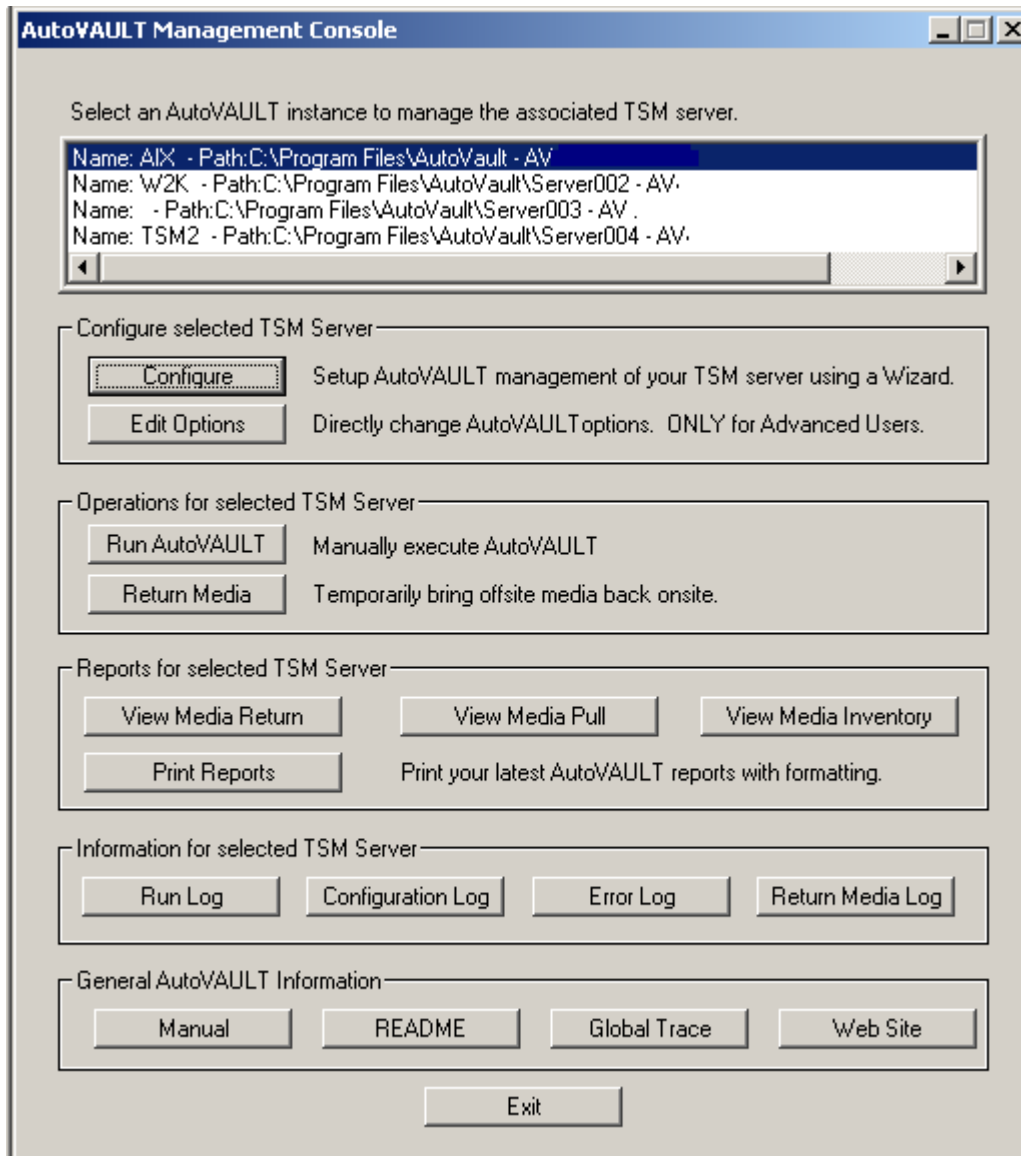 AutoVAULT Management Console
Select an AutoVAULT instance to manage the associated TSM server.
Name: AIX - Path:C:\Program Files\AutoVault - AV
Name: W2K - Path:C:\Program Files\AutoVault\Server002 - AV
Name:  - Path:C:\Program Files\AutoVault\Server003 - AV .
Name: TSM2 - Path:C:\Program Files\AutoVault\Server004 - AV
Configure selected TSM Server
Configure Setup AutoVAULT management of your TSM server using a Wizard.
Edit Options Directly change AutoVAULT options. ONLY for Advanced Users.
Operations for selected TSM Server
Run AutoVAULT Manually execute AutoVAULT
Return Media Temporarily bring offsite media back onsite.
Reports for selected TSM Server
View Media Return View Media Pull View Media Inventory
Print Reports Print your latest AutoVAULT reports with formatting.
Information for selected TSM Server
Run Log Configuration Log Error Log Return Media Log
General AutoVAULT Information
Manual README Global Trace Web Site
Exit